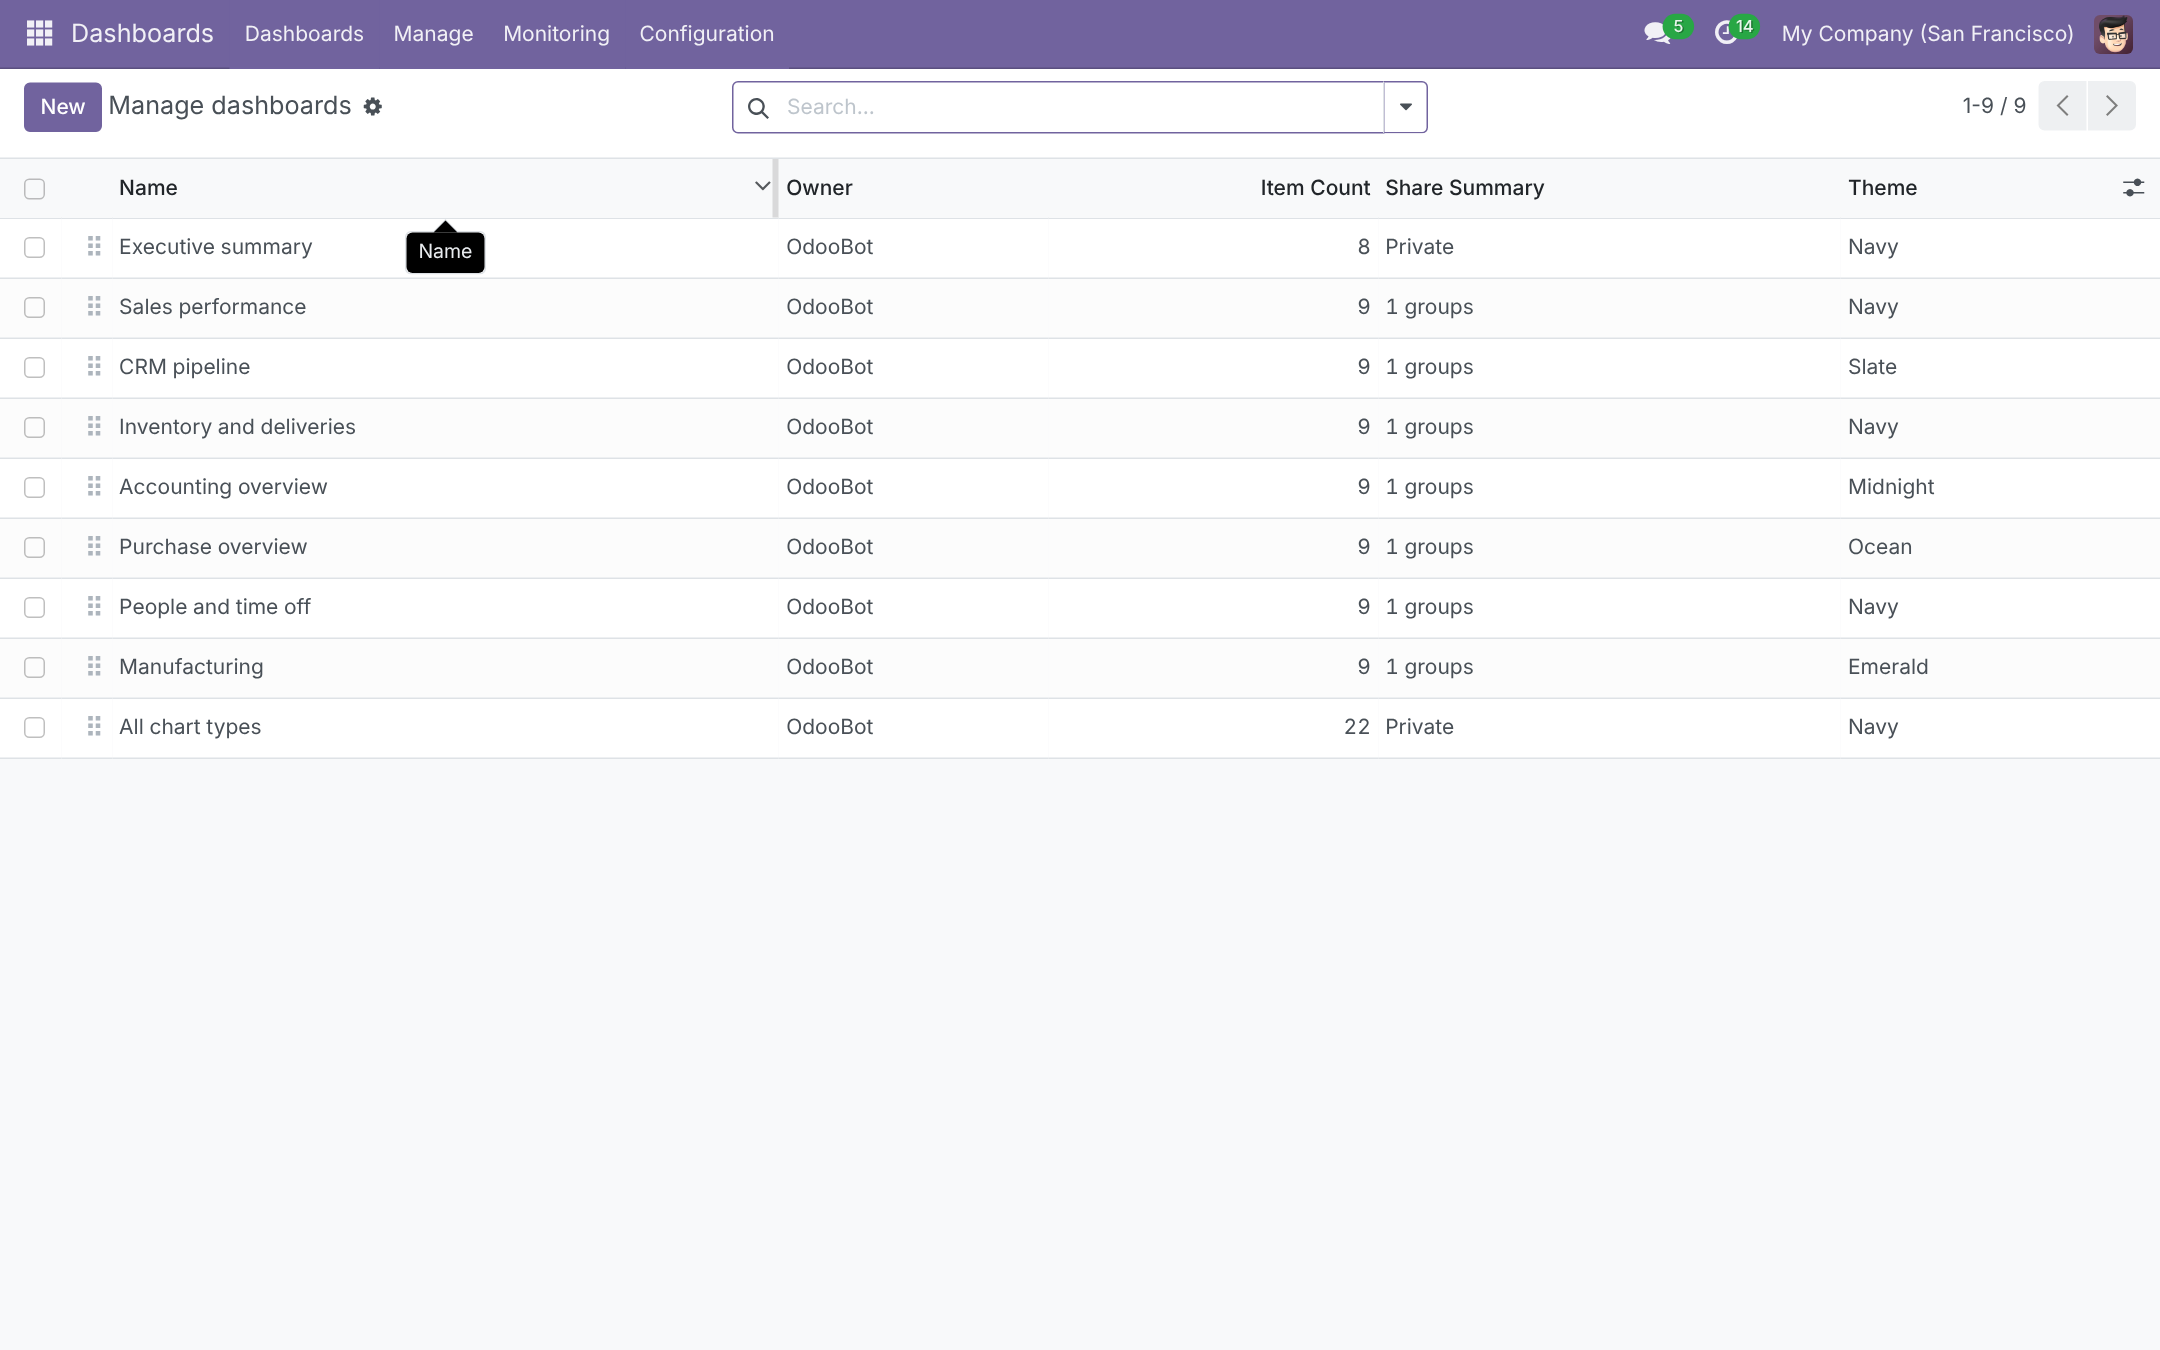 Dashboards Dashboards Manage Monitoring Configuration 5 14 My Company (San Francisco)
New Manage dashboards Search... 1-9 / 9
Name Owner Item Count Share Summary Theme
Executive summary OdooBot 8 Private Navy
Name
Sales performance OdooBot 9 1 groups Navy
CRM pipeline OdooBot 9 1 groups Slate
Inventory and deliveries OdooBot 9 1 groups Navy
Accounting overview OdooBot 9 1 groups Midnight
Purchase overview OdooBot 9 1 groups Ocean
People and time off OdooBot 9 1 groups Navy
Manufacturing OdooBot 9 1 groups Emerald
All chart types OdooBot 22 Private Navy